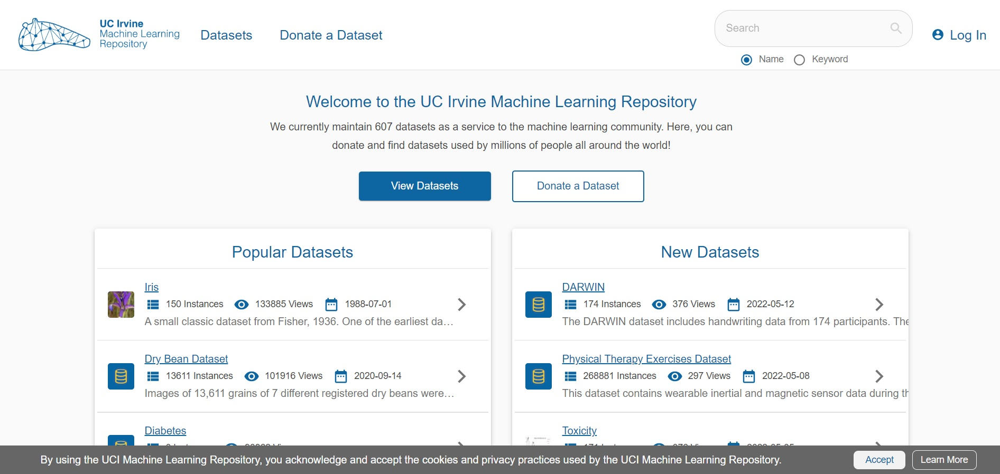 UC Irvine
Machine Learning
Repository
Datasets
Donate a Dataset
Search
Name
Keyword
Log In
Welcome to the UC Irvine Machine Learning Repository
We currently maintain 607 datasets as a service to the machine learning community. Here, you can
donate and find datasets used by millions of people all around the world!
View Datasets
Donate a Dataset
Popular Datasets
Iris
150 Instances 133885 Views 1988-07-01
A small classic dataset from Fisher, 1936. One of the earliest da…
Dry Bean Dataset
13611 Instances 101916 Views 2020-09-14
Images of 13,611 grains of 7 different registered dry beans were…
Diabetes
New Datasets
DARWIN
174 Instances 376 Views 2022-05-12
The DARWIN dataset includes handwriting data from 174 participants. The
Physical Therapy Exercises Dataset
268881 Instances 297 Views 2022-05-08
This dataset contains wearable inertial and magnetic sensor data during th
Toxicity
By using the UCI Machine Learning Repository, you acknowledge and accept the cookies and privacy practices used by the UCI Machine Learning Repository.
Accept
Learn More